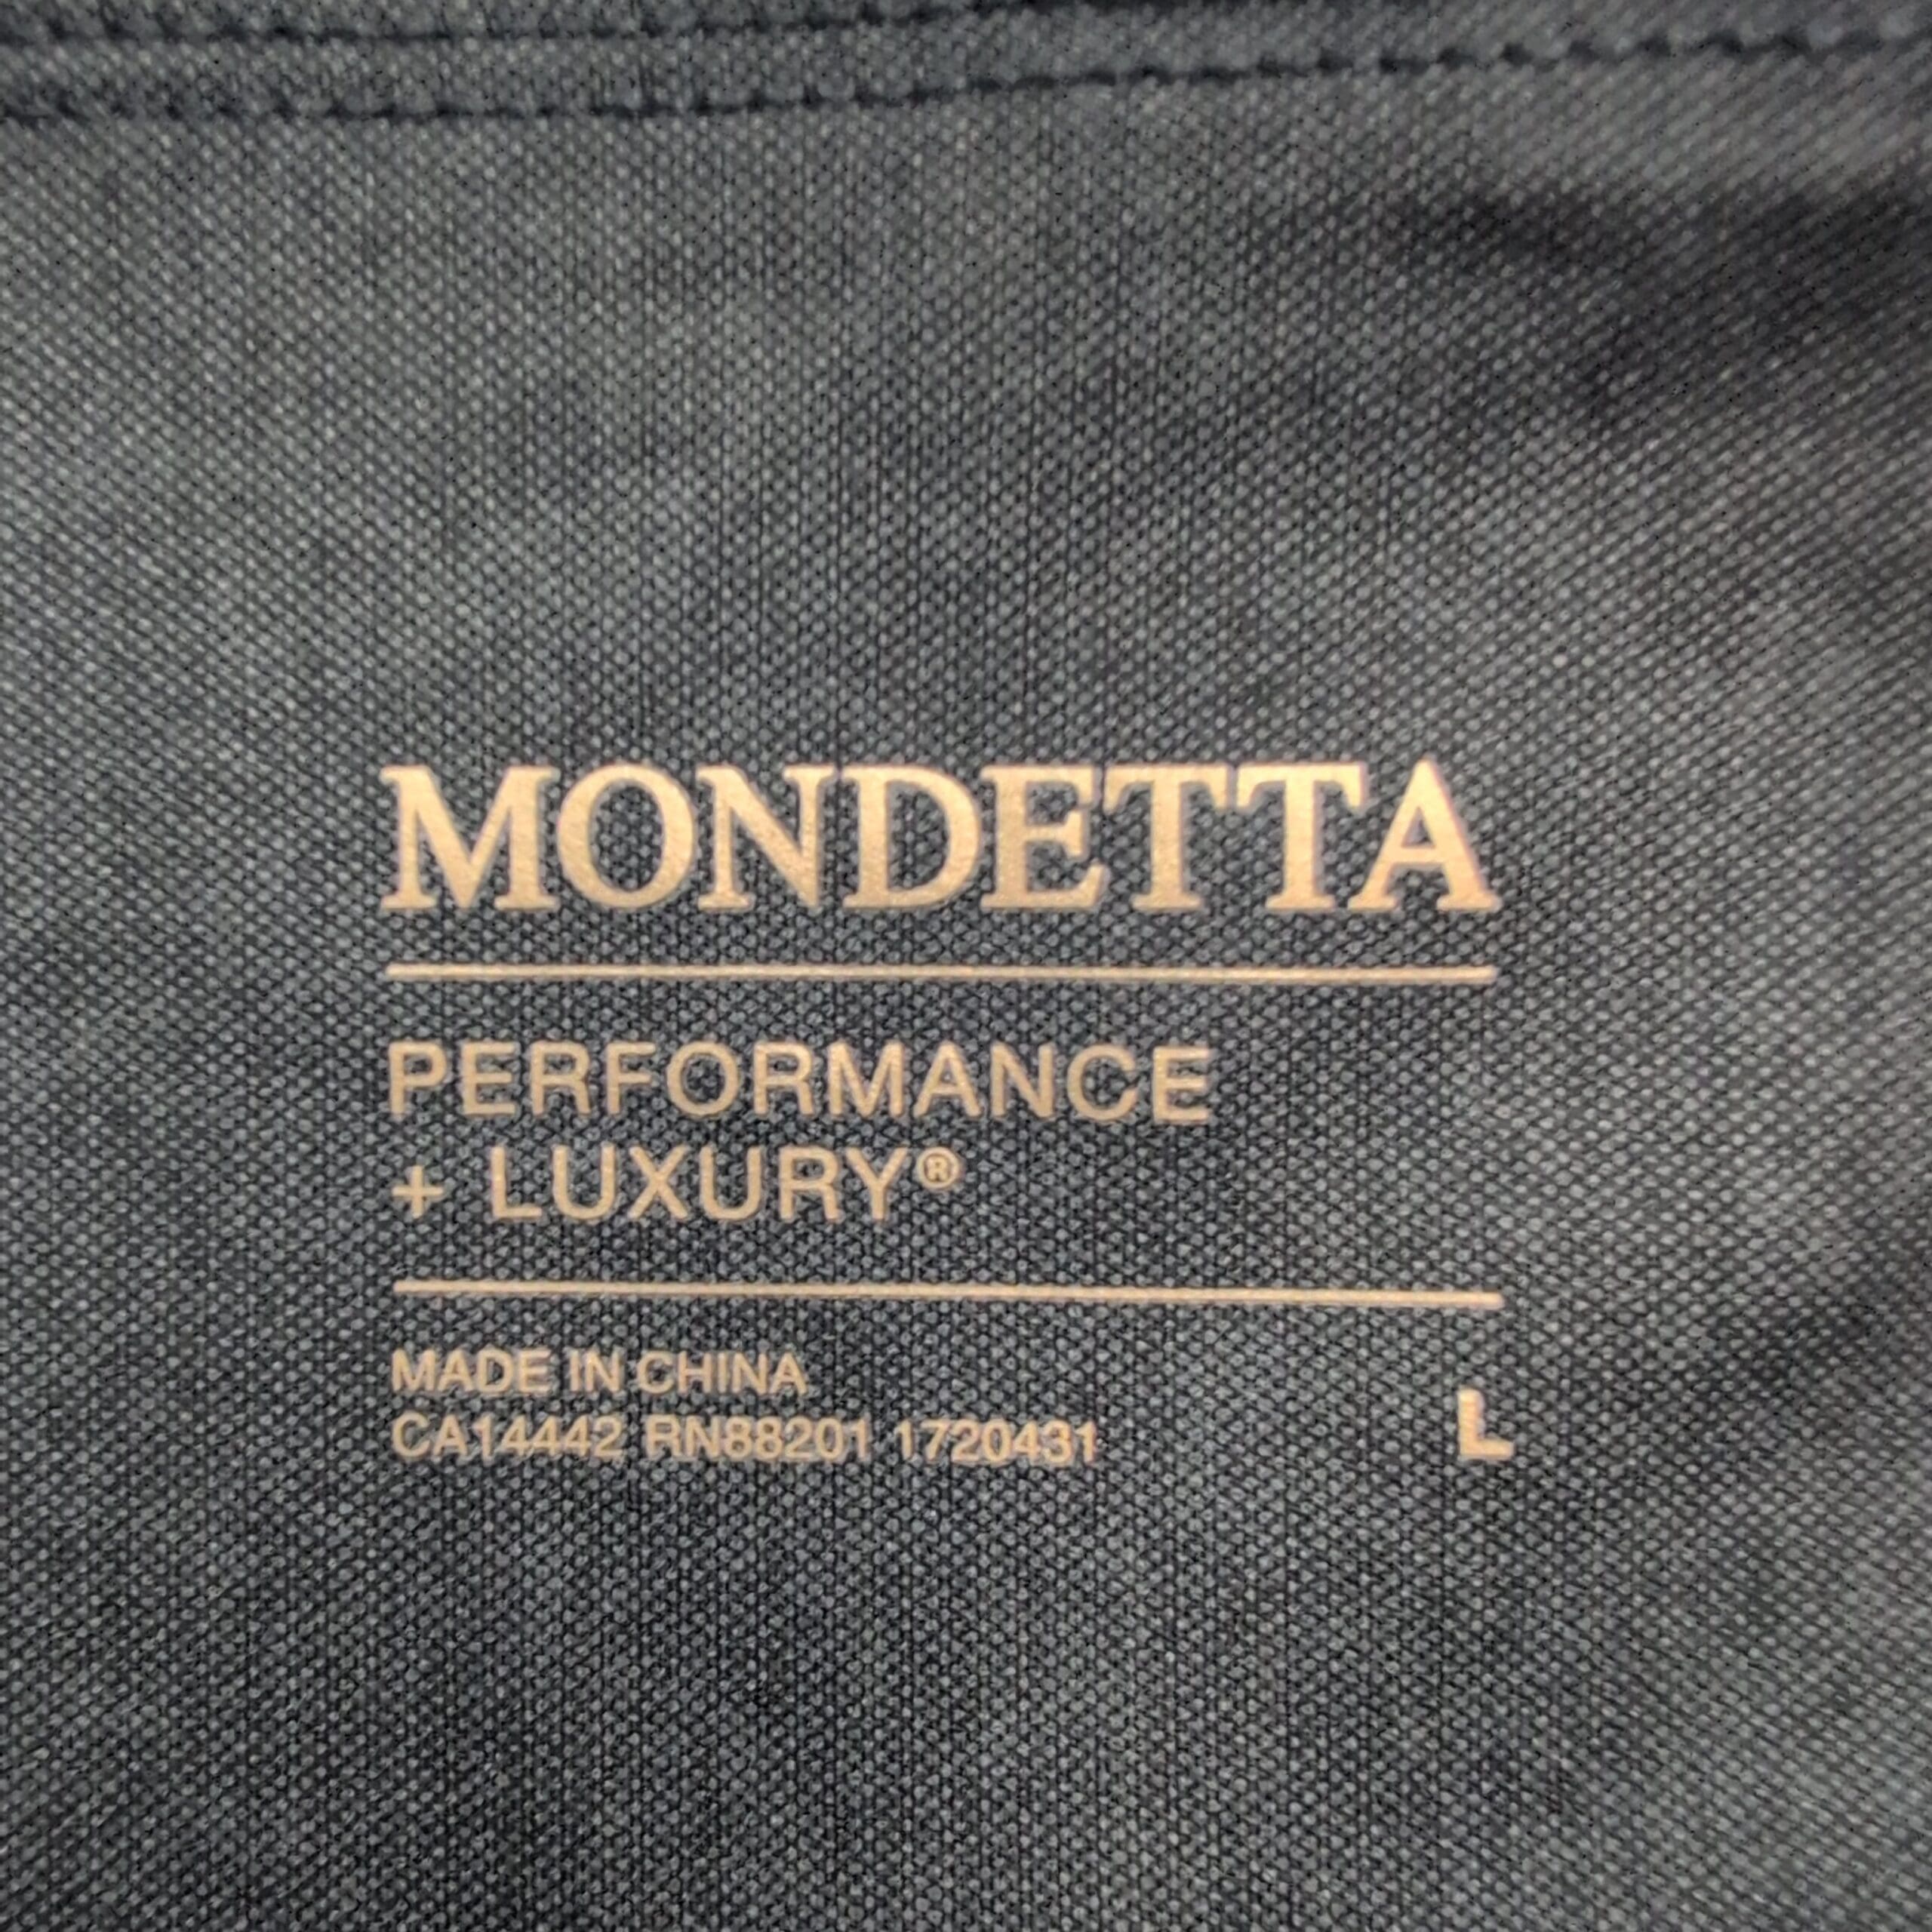 MONDETTA
PERFORMANCE
+ LUXURY®
MADE IN CHINA
CA14442 RN88201 1720431
L